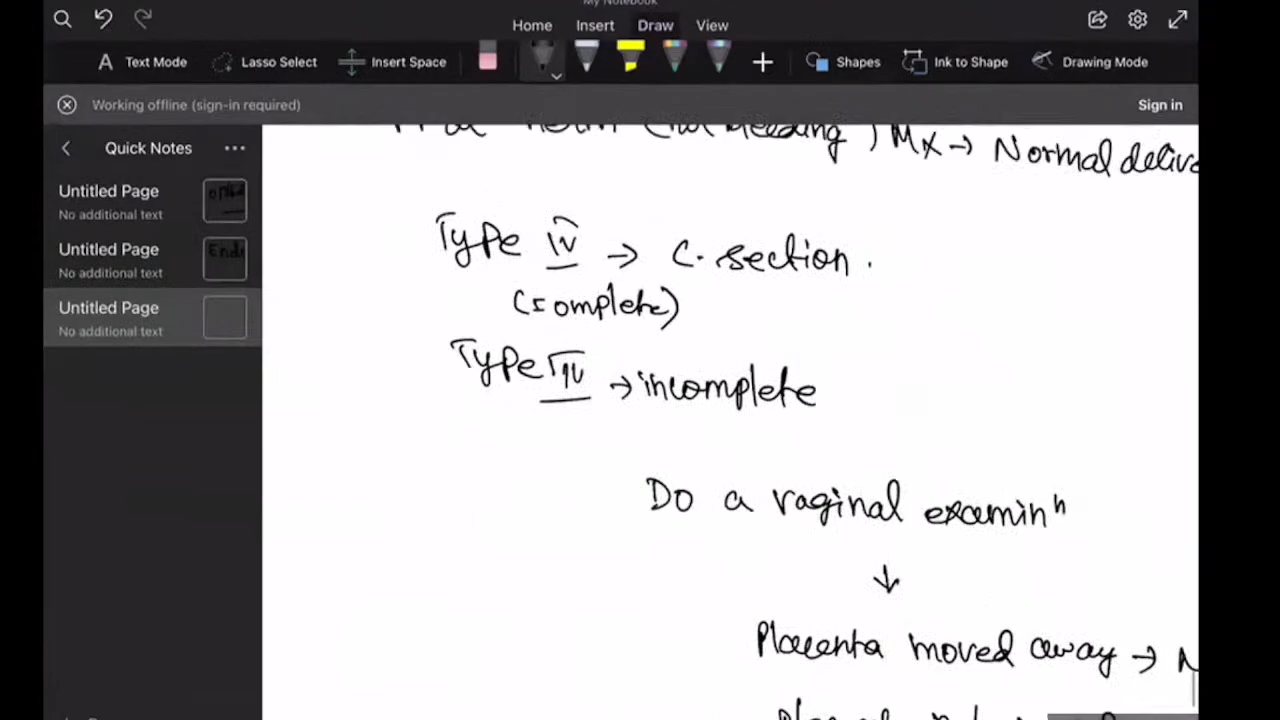 My Notebook
Home Insert Draw View
Text Mode Lasso Select Insert Space Shapes Ink to Shape Drawing Mode
Working offline (sign-in required) Sign in
Quick Notes
Untitled Page
No additional text
Untitled Page
No additional text
Untitled Page
No additional text
bleeding) Mx → Normal delive
Type IV → C. section.
(complete)
Type III → incomplete
Do a vaginal examinⁿ
↓
Placenta moved away → N